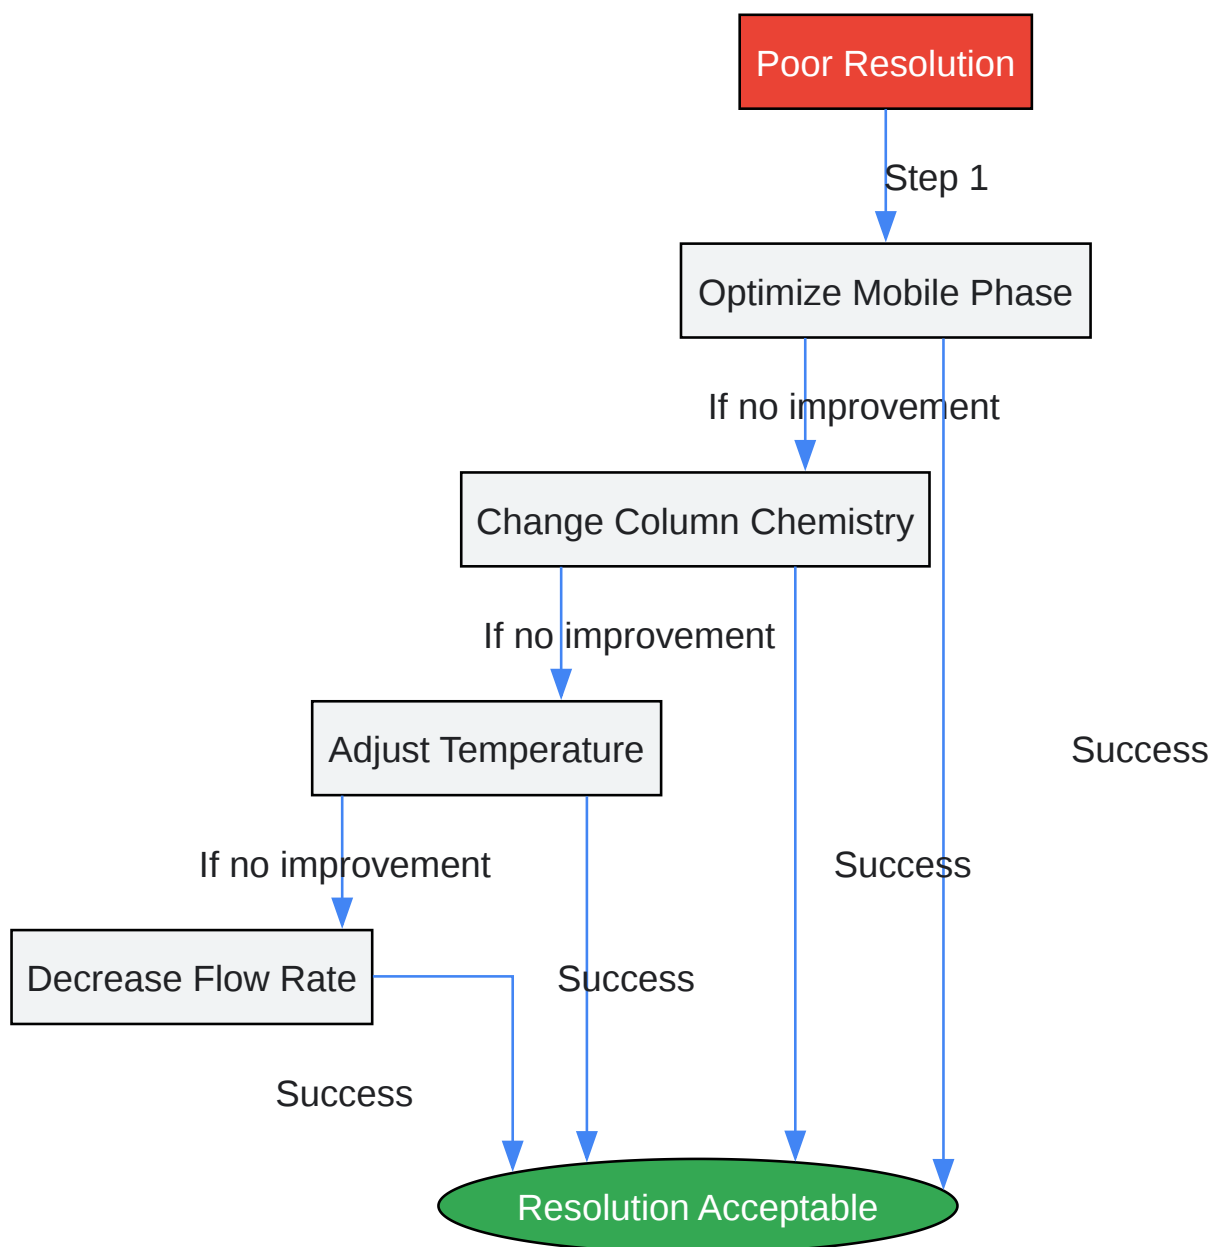 Poor Resolution
Step 1
Optimize Mobile Phase
If no improvement
Change Column Chemistry
If no improvement
Adjust Temperature
Success
If no improvement
Success
Decrease Flow Rate
Success
Success
Resolution Acceptable